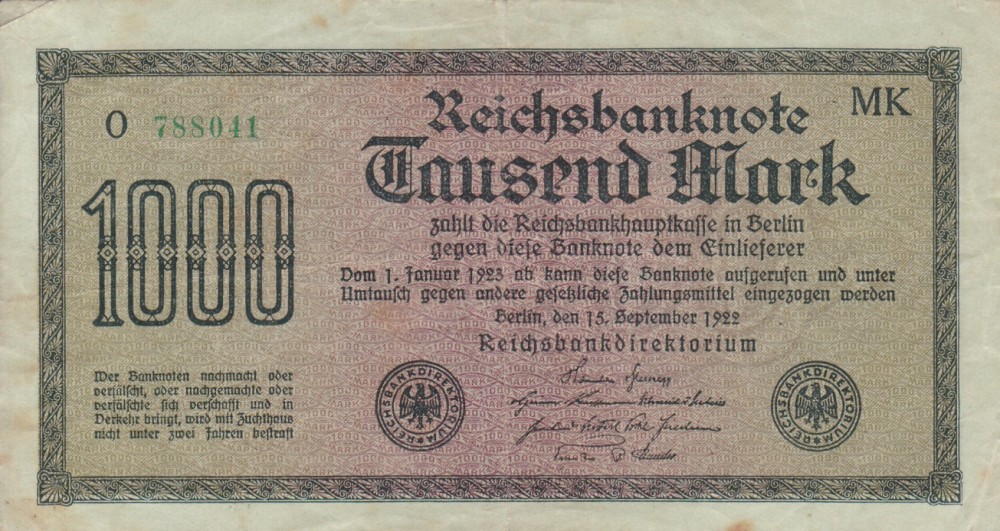 O 788041
MK
Reichsbanknote
Tausend Mark
1000
zahlt die Reichsbankhauptkasse in Berlin
gegen diese Banknote dem Einlieferer
Vom 1. Januar 1923 ab kann diese Banknote aufgerufen und unter
Umtausch gegen andere gesetzliche Zahlungsmittel eingezogen werden
Berlin, den 15. September 1922
Reichsbankdirektorium
Wer Banknoten nachmacht oder
verfälscht, oder nachgemachte oder
verfälschte sich verschafft und in
Verkehr bringt, wird mit Zuchthaus
nicht unter zwei Jahren bestraft
REICHSBANKDIREKTORIUM
REICHSBANKDIREKTORIUM